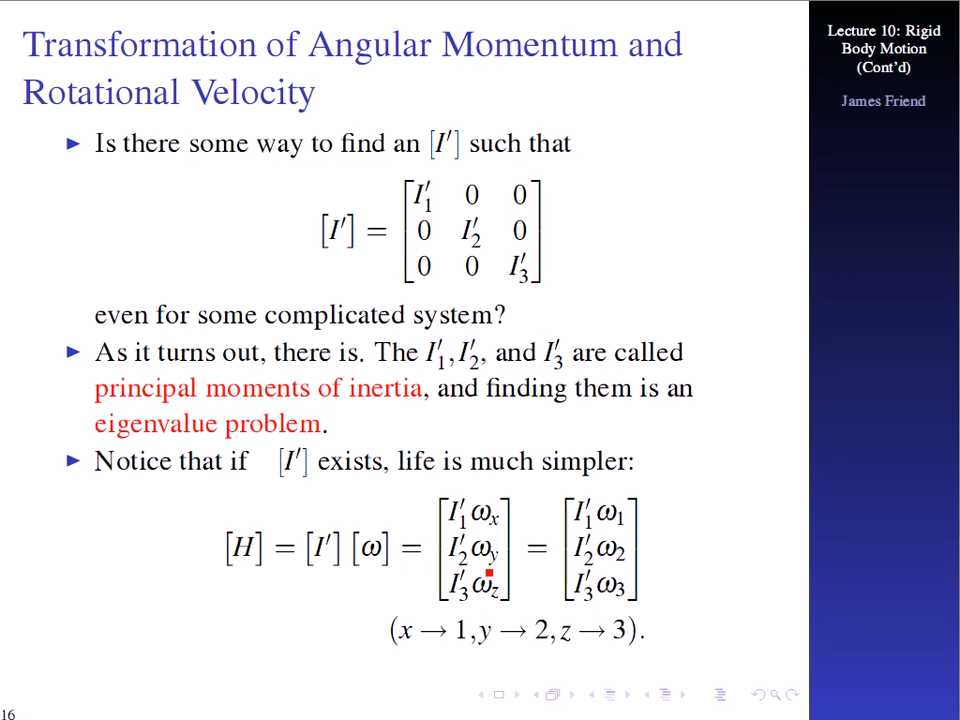 Transformation of Angular Momentum and
Rotational Velocity
▶ Is there some way to find an [I′] such that
[I′] = [I′₁ 0 0
0 I′₂ 0
0 0 I′₃]
even for some complicated system?
▶ As it turns out, there is. The I′₁, I′₂, and I′₃ are called
principal moments of inertia, and finding them is an
eigenvalue problem.
▶ Notice that if [I′] exists, life is much simpler:
[H] = [I′] [ω] = [I′₁ωx I′₂ωy I′₃ωz] = [I′₁ω1 I′₂ω2 I′₃ω3]
(x → 1, y → 2, z → 3).
16
Lecture 10: Rigid
Body Motion
(Cont'd)
James Friend